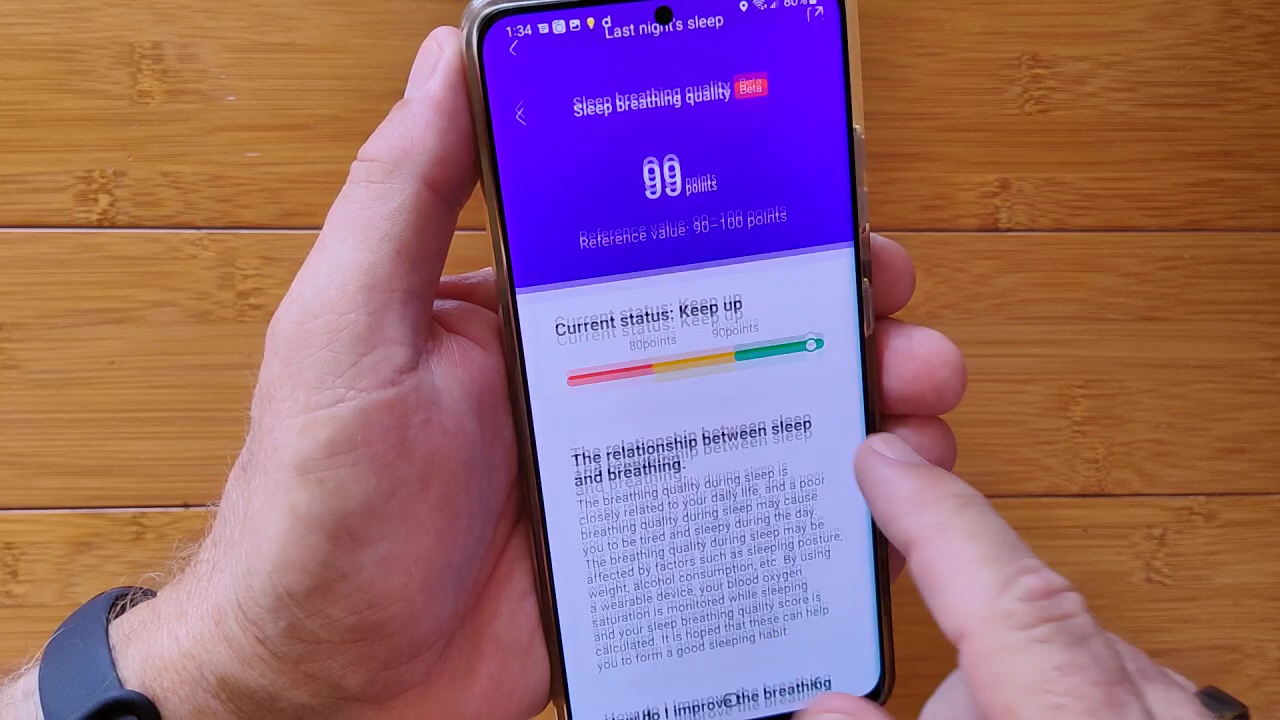 1:34
80%
Last night's sleep
Sleep breathing quality Beta
99 points
Reference value: 90-100 points
Current status: Keep up
80points 90points
The relationship between sleep
and breathing.
The breathing quality during sleep is
closely related to your daily life, and a poor
breathing quality during sleep may cause
you to be tired and sleepy during the day.
The breathing quality during sleep may be
affected by factors such as sleeping posture,
weight, alcohol consumption, etc. By using
a wearable device, your blood oxygen
saturation is monitored while sleeping
and your sleep breathing quality score is
calculated. It is hoped that these can help
you to form a good sleeping habit.
How do I improve the breathing